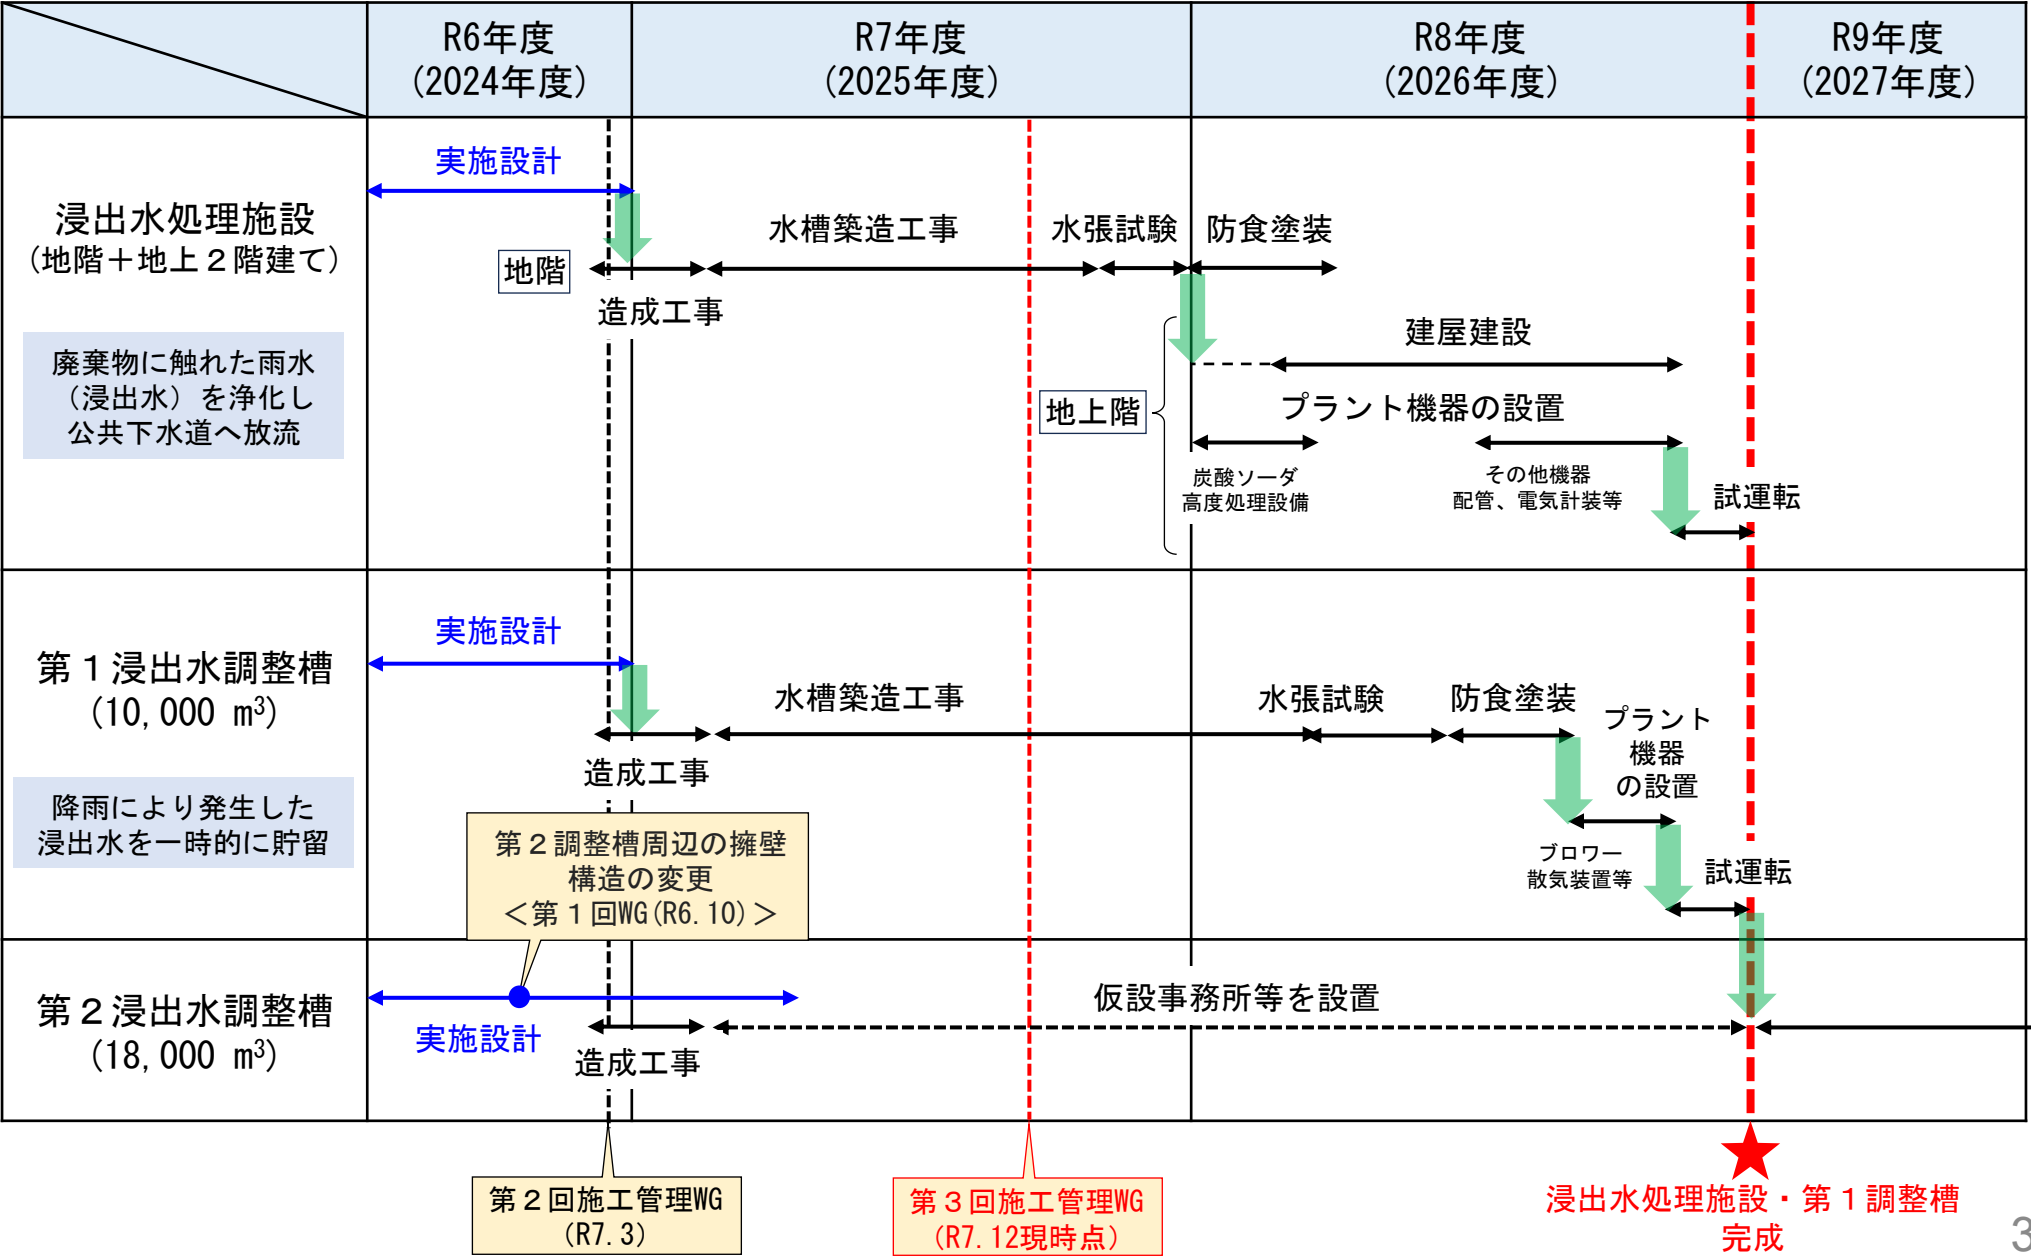 R6年度
(2024年度)
R7年度
(2025年度)
R8年度
(2026年度)
R9年度
(2027年度)
浸出水処理施設
(地階＋地上２階建て)
廃棄物に触れた雨水
（浸出水）を浄化し
公共下水道へ放流
実施設計
地階
造成工事
水槽築造工事
水張試験
防食塗装
地上階
建屋建設
プラント機器の設置
炭酸ソーダ
高度処理設備
その他機器
配管、電気計装等
試運転
第１浸出水調整槽
(10,000 m³)
降雨により発生した
浸出水を一時的に貯留
実施設計
造成工事
水槽築造工事
水張試験
防食塗装
プラント
機器
の設置
ブロワー
散気装置等
試運転
第２調整槽周辺の擁壁
構造の変更
＜第１回WG(R6.10)＞
第２浸出水調整槽
(18,000 m³)
実施設計
造成工事
仮設事務所等を設置
第２回施工管理WG
(R7.3)
第３回施工管理WG
(R7.12現時点)
浸出水処理施設・第１調整槽
完成
3